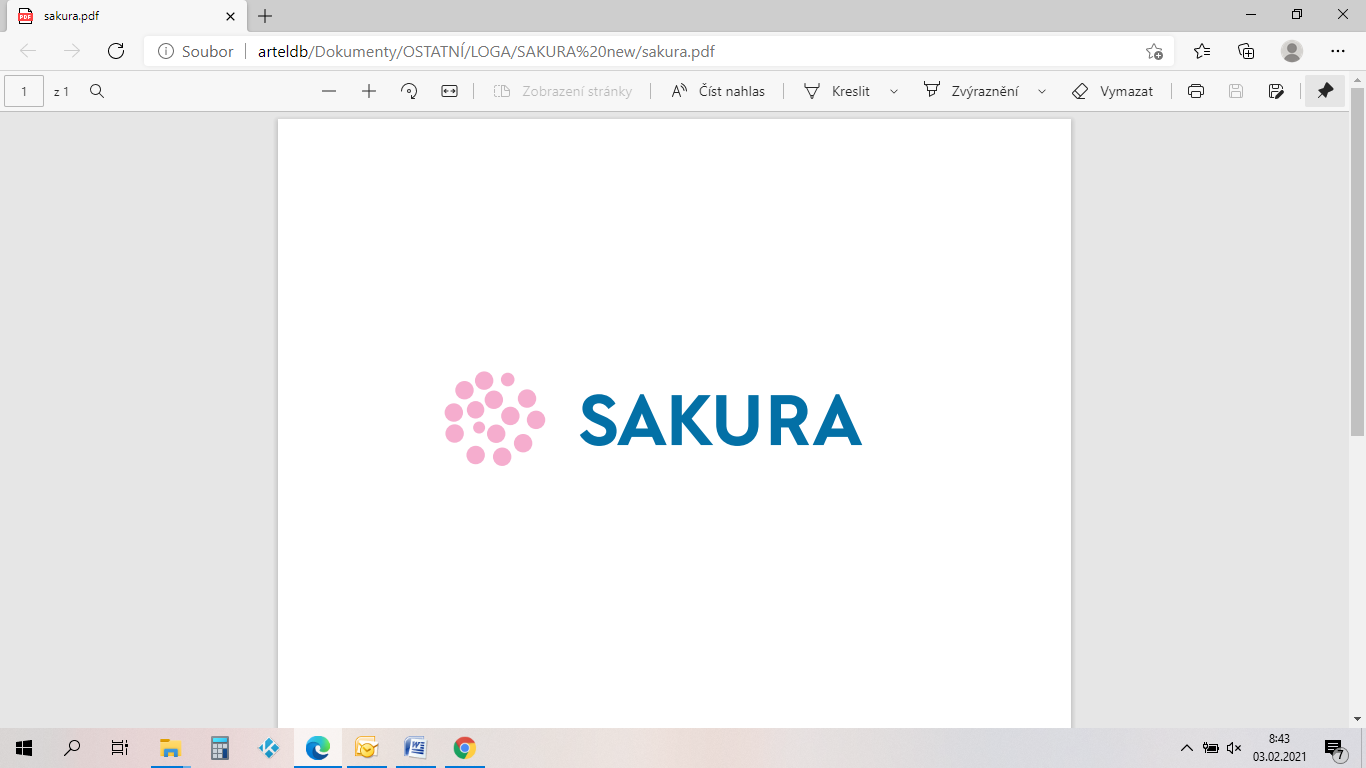 sakura.pdf
Soubor arteldb/Dokumenty/OSTATNÍ/LOGA/SAKURA%20new/sakura.pdf
1 z 1 Zobrazení stránky Číst nahlas Kreslit Zvýraznění Vymazat
SAKURA
8:43
03.02.2021
7